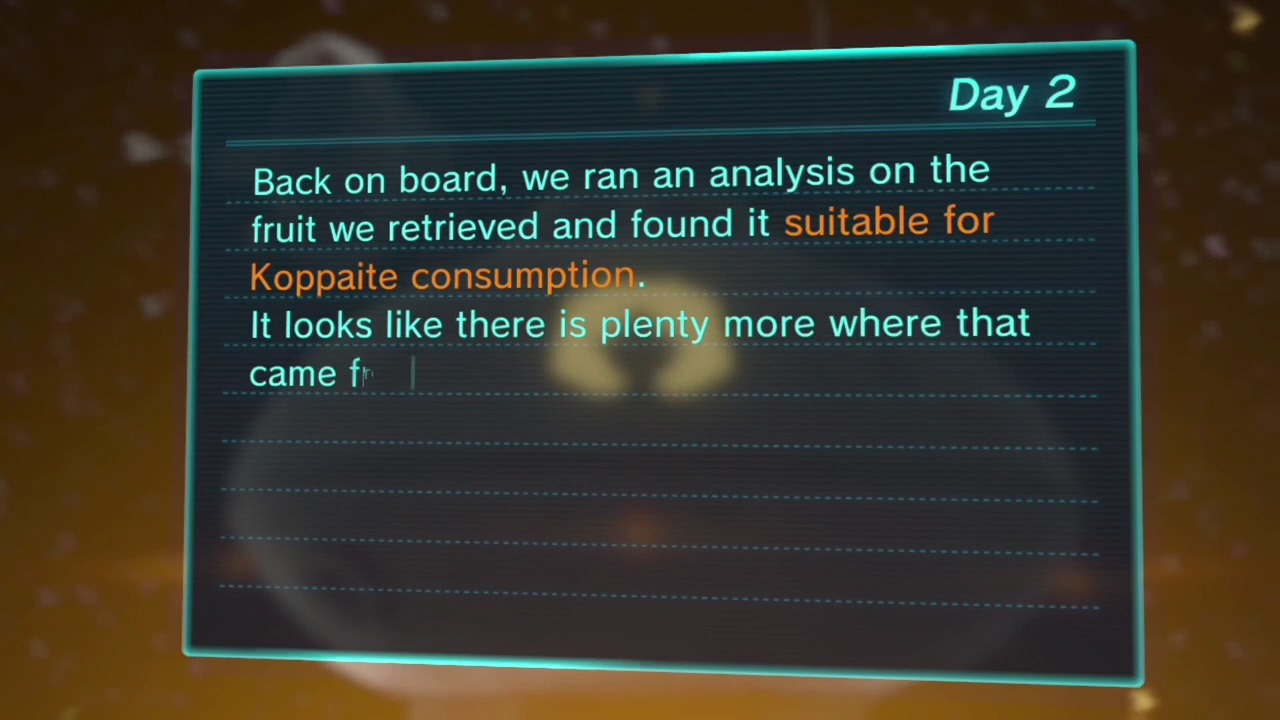 Day 2
Back on board, we ran an analysis on the
fruit we retrieved and found it suitable for
Koppaite consumption.
It looks like there is plenty more where that
came fr